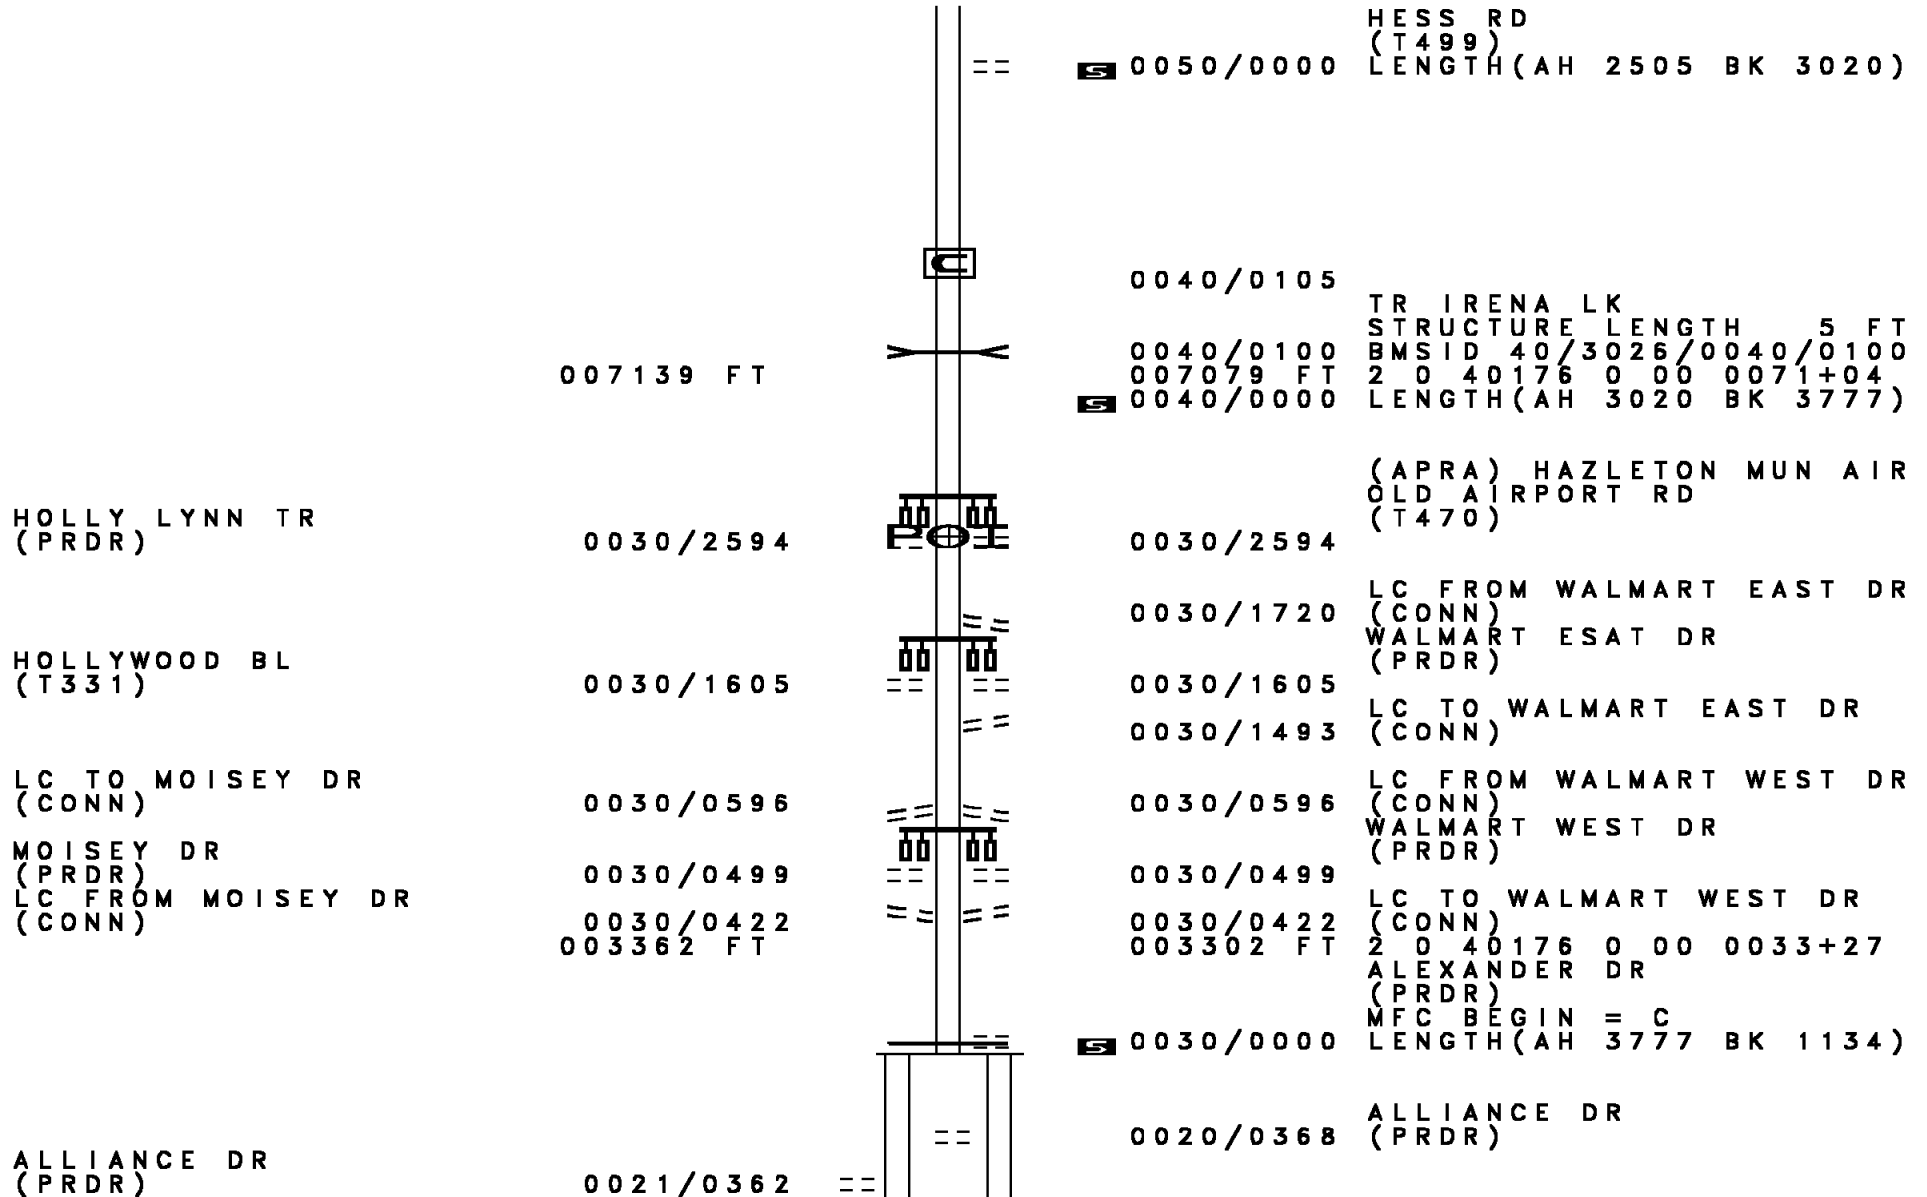 HESS RD
(T499)
S 0050/0000 LENGTH(AH 2505 BK 3020)
C
0040/0105
TR IRENA LK
STRUCTURE LENGTH 5 FT
0040/0100 BMSID 40/3026/0040/0100
007139 FT 007079 FT 2 0 40176 0 00 0071+04
S 0040/0000 LENGTH(AH 3020 BK 3777)
(APRA) HAZLETON MUN AIR
OLD AIRPORT RD
HOLLY LYNN TR (T470)
(PRDR) 0030/2594 POT 0030/2594
LC FROM WALMART EAST DR
0030/1720 (CONN)
WALMART ESAT DR
HOLLYWOOD BL (PRDR)
(T331) 0030/1605 0030/1605
LC TO WALMART EAST DR
0030/1493 (CONN)
LC TO MOISEY DR LC FROM WALMART WEST DR
(CONN) 0030/0596 0030/0596 (CONN)
WALMART WEST DR
MOISEY DR (PRDR)
(PRDR) 0030/0499 0030/0499
LC FROM MOISEY DR LC TO WALMART WEST DR
(CONN) 0030/0422 0030/0422 (CONN)
003362 FT 003302 FT 2 0 40176 0 00 0033+27
ALEXANDER DR
(PRDR)
MFC BEGIN = C
S 0030/0000 LENGTH(AH 3777 BK 1134)
ALLIANCE DR
0020/0368 (PRDR)
ALLIANCE DR
(PRDR) 0021/0362